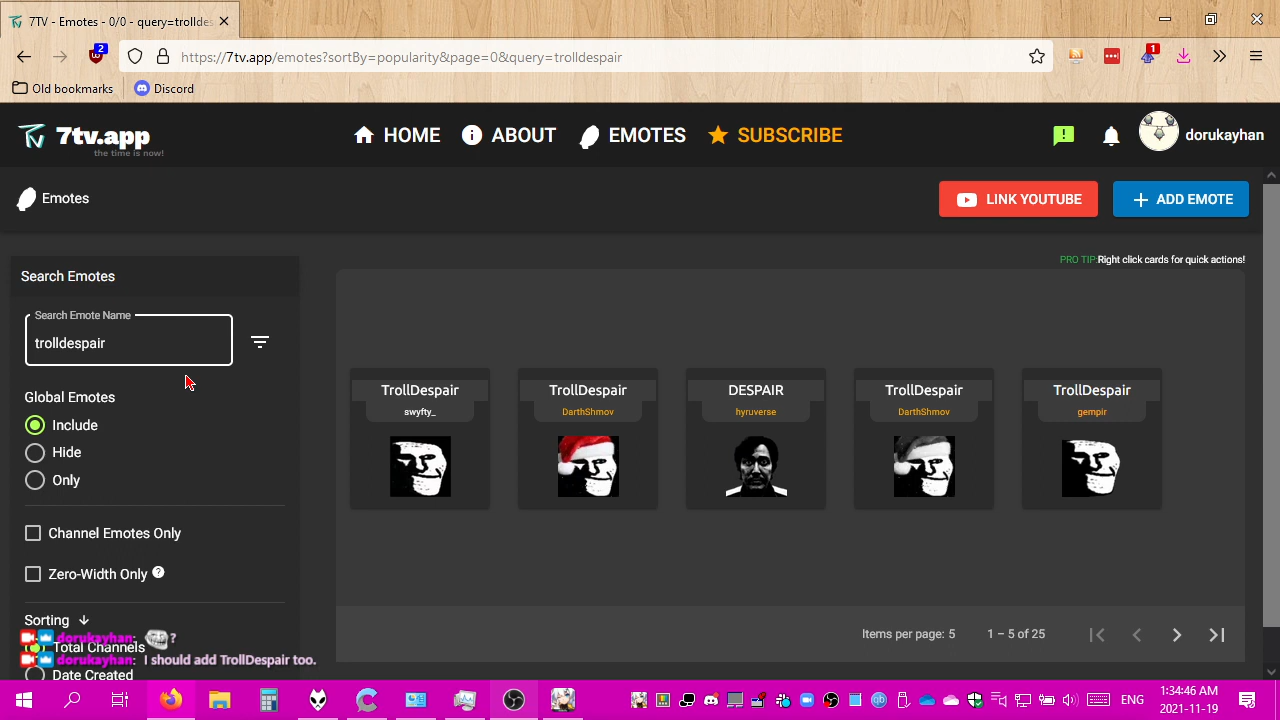 7TV - Emotes - 0/0 - query=trolldes
2
https://7tv.app/emotes?sortBy=popularity&page=0&query=trolldespair
1
Old bookmarks
Discord
7tv.app
the time is now!
HOME
ABOUT
EMOTES
SUBSCRIBE
dorukayhan
Emotes
LINK YOUTUBE
ADD EMOTE
PRO TIP:Right click cards for quick actions!
Search Emotes
Search Emote Name
trolldespair
Global Emotes
Include
Hide
Only
Channel Emotes Only
Zero-Width Only ?
Sorting
Total Channels
Date Created
TrollDespair
swyfty_
TrollDespair
DarthShmov
DESPAIR
hyruverse
TrollDespair
DarthShmov
TrollDespair
gempir
Items per page: 5
1 – 5 of 25
dorukayhan: ?
dorukayhan: I should add TrollDespair too.
ENG
1:34:46 AM
2021-11-19